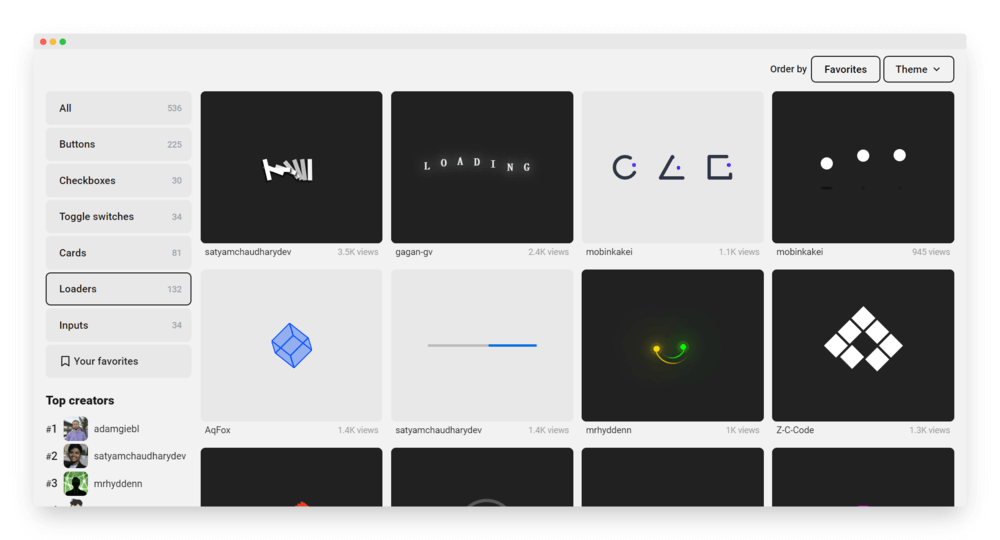 Order by Favorites Theme
All 536
Buttons 225
Checkboxes 30
Toggle switches 34
Cards 81
Loaders 132
Inputs 34
Your favorites
Top creators
#1 adamgiebl
#2 satyamchaudharydev
#3 mrhyddenn
LOADING
satyamchaudharydev 3.5K views
gagan-gv 2.4K views
mobinkakei 1.1K views
mobinkakei 945 views
AqFox 1.4K views
satyamchaudharydev 1.4K views
mrhyddenn 1K views
Z-C-Code 1.3K views